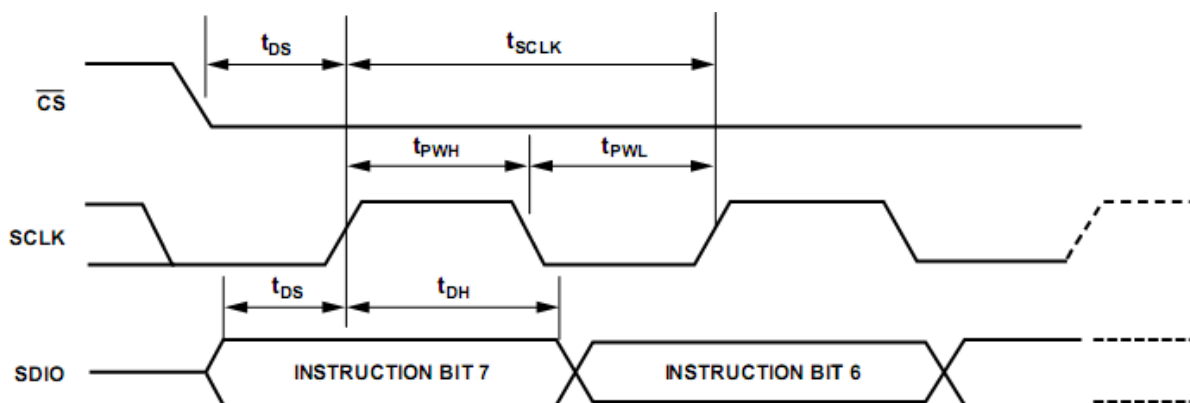 tDS tSCLK
CS
tPWH tPWL
SCLK
tDS tDH
SDIO INSTRUCTION BIT 7 INSTRUCTION BIT 6